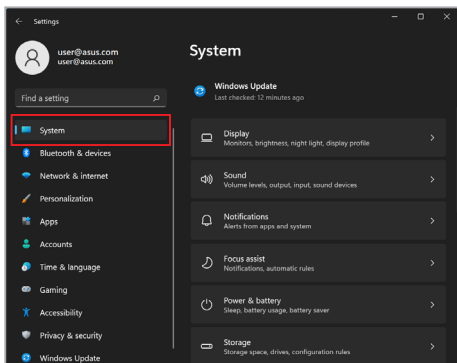 Settings
user@asus.com
user@asus.com
Find a setting
System
Bluetooth & devices
Network & internet
Personalization
Apps
Accounts
Time & language
Gaming
Accessibility
Privacy & security
Windows Update
System
Windows Update
Last checked: 12 minutes ago
Display
Monitors, brightness, night light, display profile
Sound
Volume levels, output, input, sound devices
Notifications
Alerts from apps and system
Focus assist
Notifications, automatic rules
Power & battery
Sleep, battery usage, battery saver
Storage
Storage space, drives, configuration rules